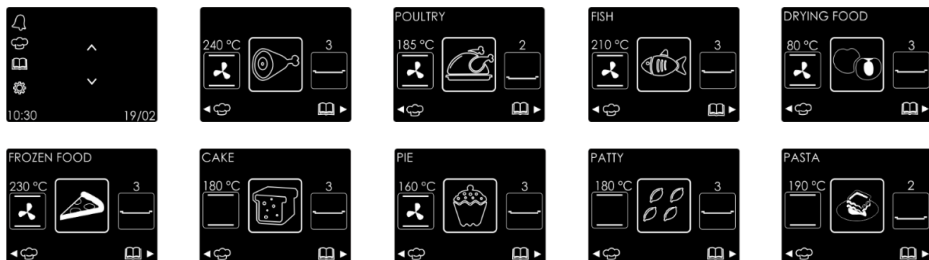 10:30 19/02
240 °C 3
POULTRY
185 °C 2
FISH
210 °C 3
DRYING FOOD
80 °C 3
FROZEN FOOD
230 °C 3
CAKE
180 °C 3
PIE
160 °C 3
PATTY
180 °C 3
PASTA
190 °C 2